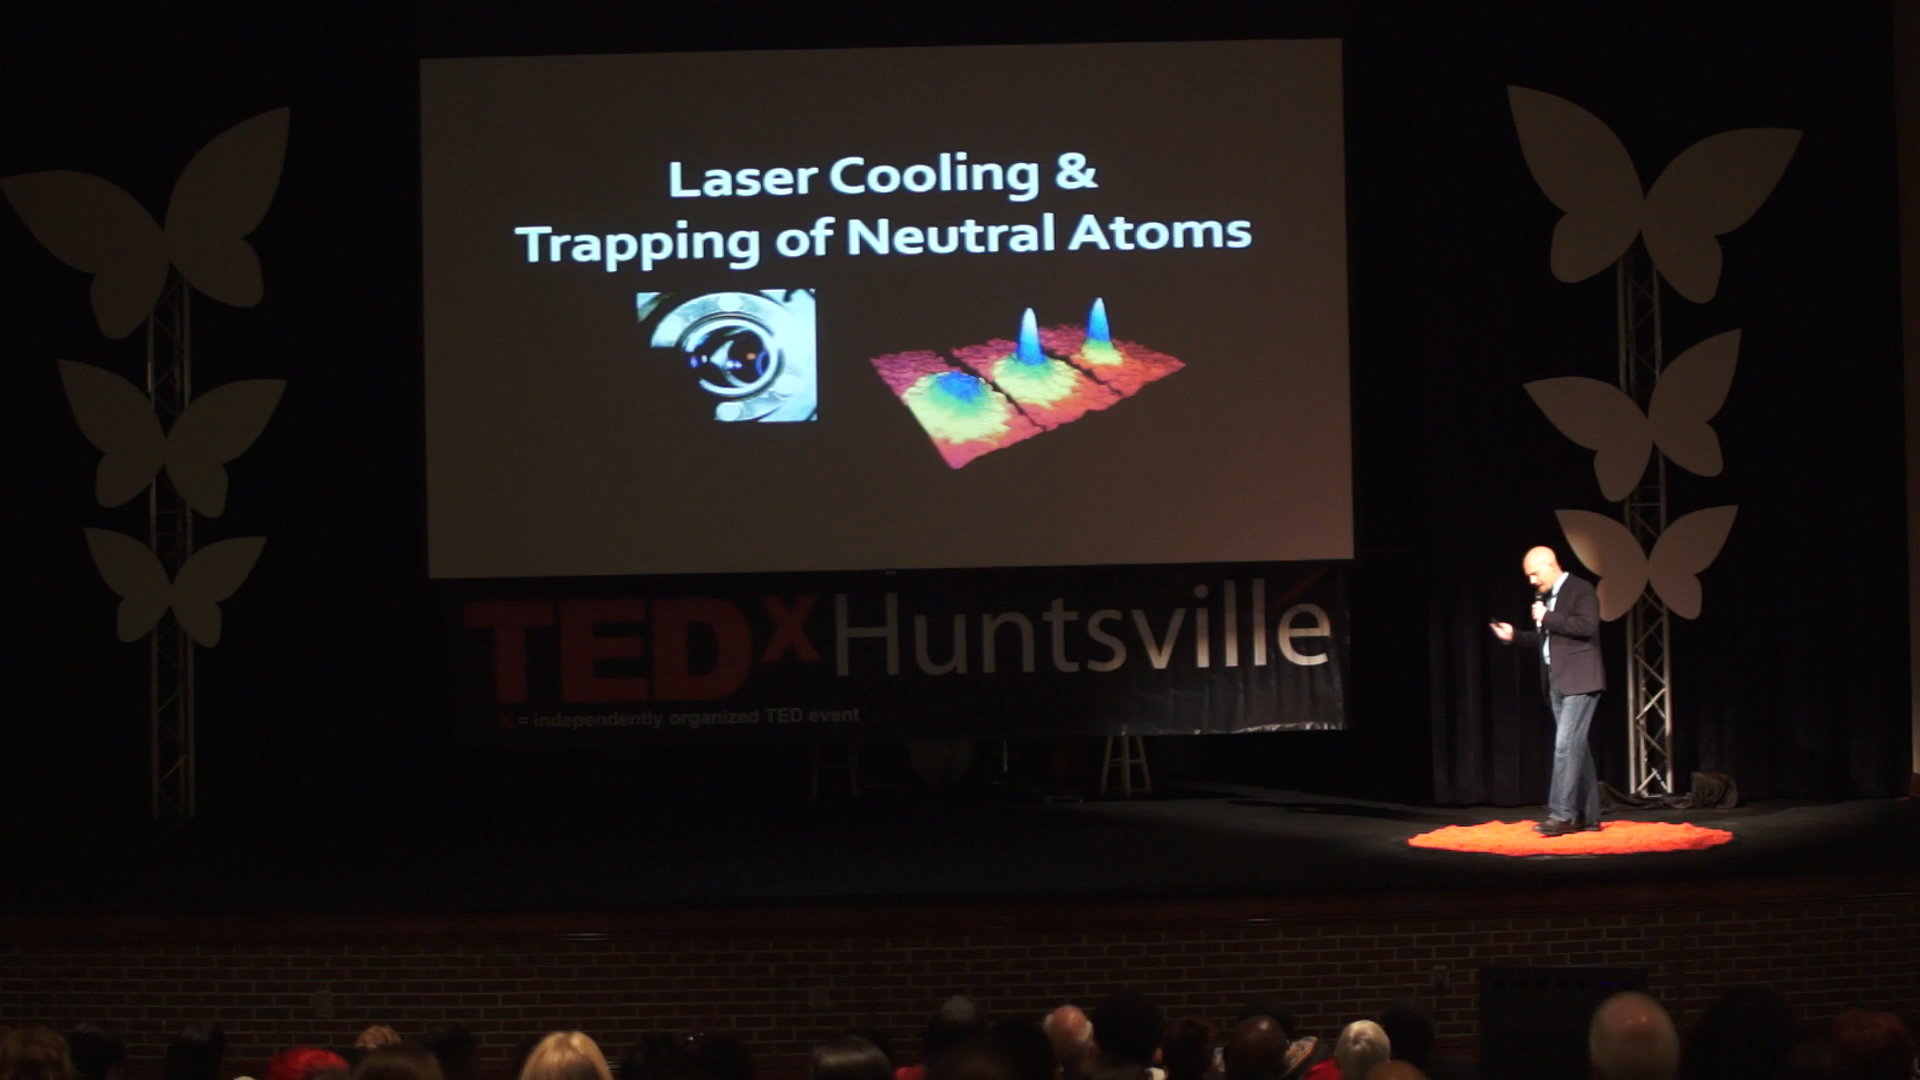 Laser Cooling &
Trapping of Neutral Atoms
TEDx Huntsville
x = independently organized TED event